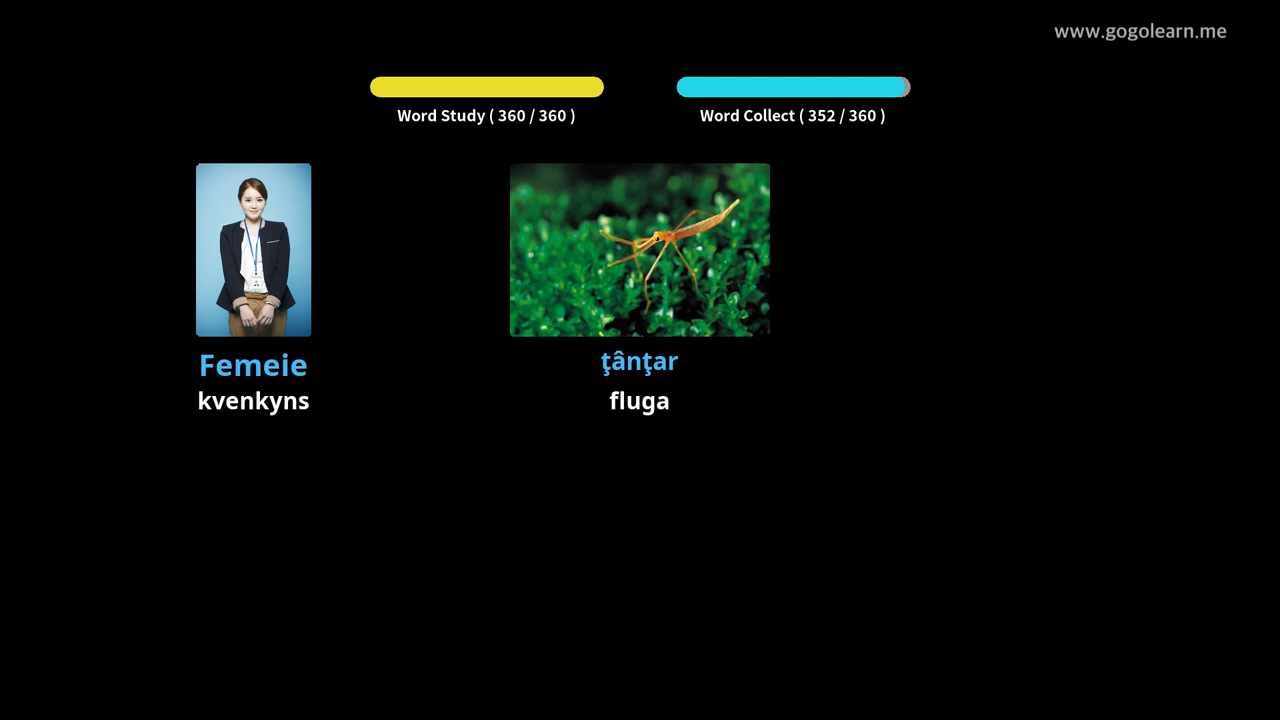 www.gogolearn.me
Word Study ( 360 / 360 )
Word Collect ( 352 / 360 )
Femeie
kvenkyns
ţânţar
fluga